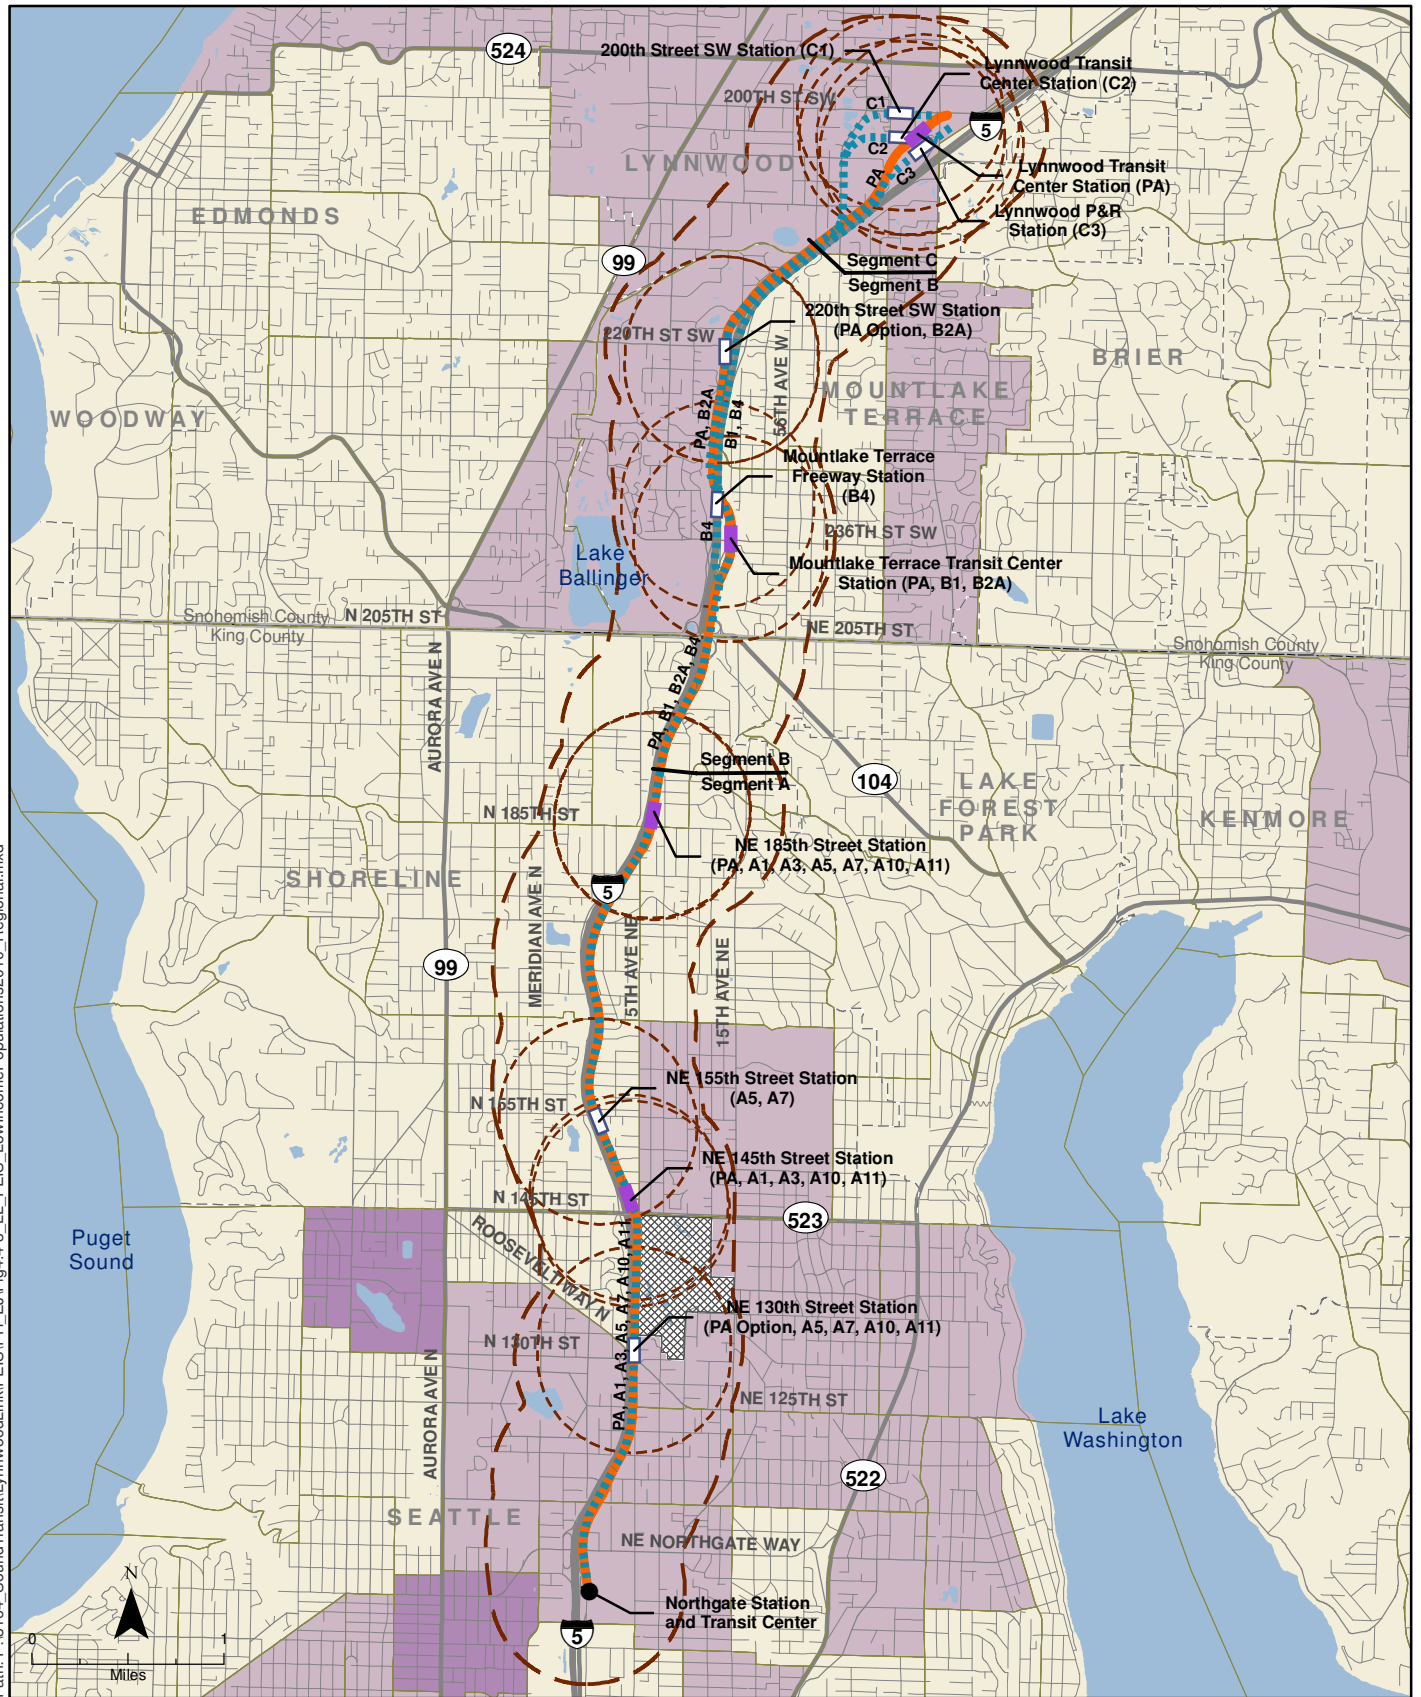 524
200th Street SW Station (C1)
Lynnwood Transit
Center Station (C2)
200TH ST SW
C1
5
C2
LYNNWOOD
PA
C3
Lynnwood Transit
Center Station (PA)
EDMONDS
Lynnwood P&R
Station (C3)
99
Segment C
Segment B
220th Street SW Station
(PA Option, B2A)
220TH ST SW
56TH AVE W
BRIER
MOUNTLAKE
TERRACE
WOODWAY
PA, B2A
B1, B4
Mountlake Terrace
Freeway Station
(B4)
B4
236TH ST SW
Lake
Ballinger
Mountlake Terrace Transit Center
Station (PA, B1, B2A)
Snohomish County
King County
N 205TH ST
NE 205TH ST
Snohomish County
King County
AURORA AVE N
PA, B1, B2A, B4
Segment B
Segment A
104
LAKE
FOREST
PARK
KENMORE
N 185TH ST
NE 185th Street Station
(PA, A1, A3, A5, A7, A10, A11)
SHORELINE
5
MERIDIAN AVE N
5TH AVE NE
15TH AVE NE
99
NE 155th Street Station
(A5, A7)
N 155TH ST
NE 145th Street Station
(PA, A1, A3, A10, A11)
N 145TH ST
523
ROOSEVELT WAY N
Puget
Sound
PA, A1, A3, A5, A7, A10, A11
NE 130th Street Station
(PA Option, A5, A7, A10, A11)
N 130TH ST
AURORA AVE N
NE 125TH ST
Lake
Washington
522
SEATTLE
NE NORTHGATE WAY
N
Northgate Station
and Transit Center
5
0
1
Miles